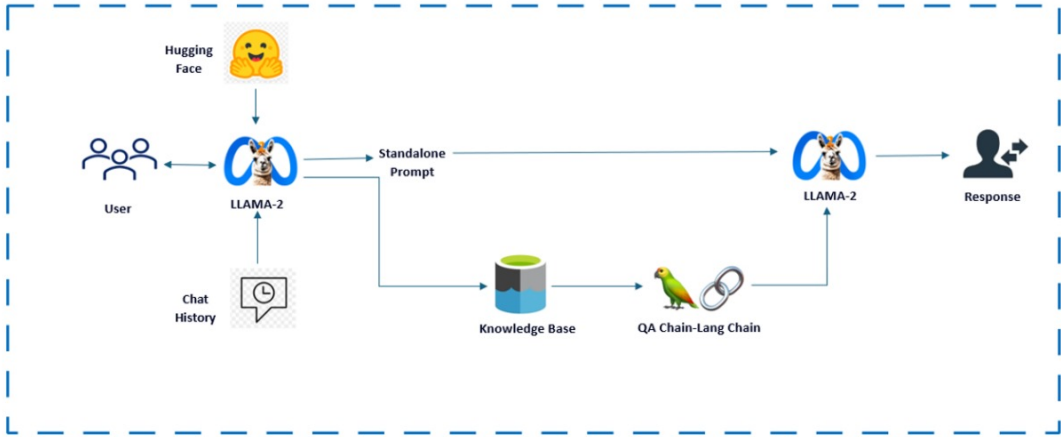 Hugging
Face
User
LLAMA-2
Standalone
Prompt
LLAMA-2
Response
Chat
History
Knowledge Base
QA Chain-Lang Chain